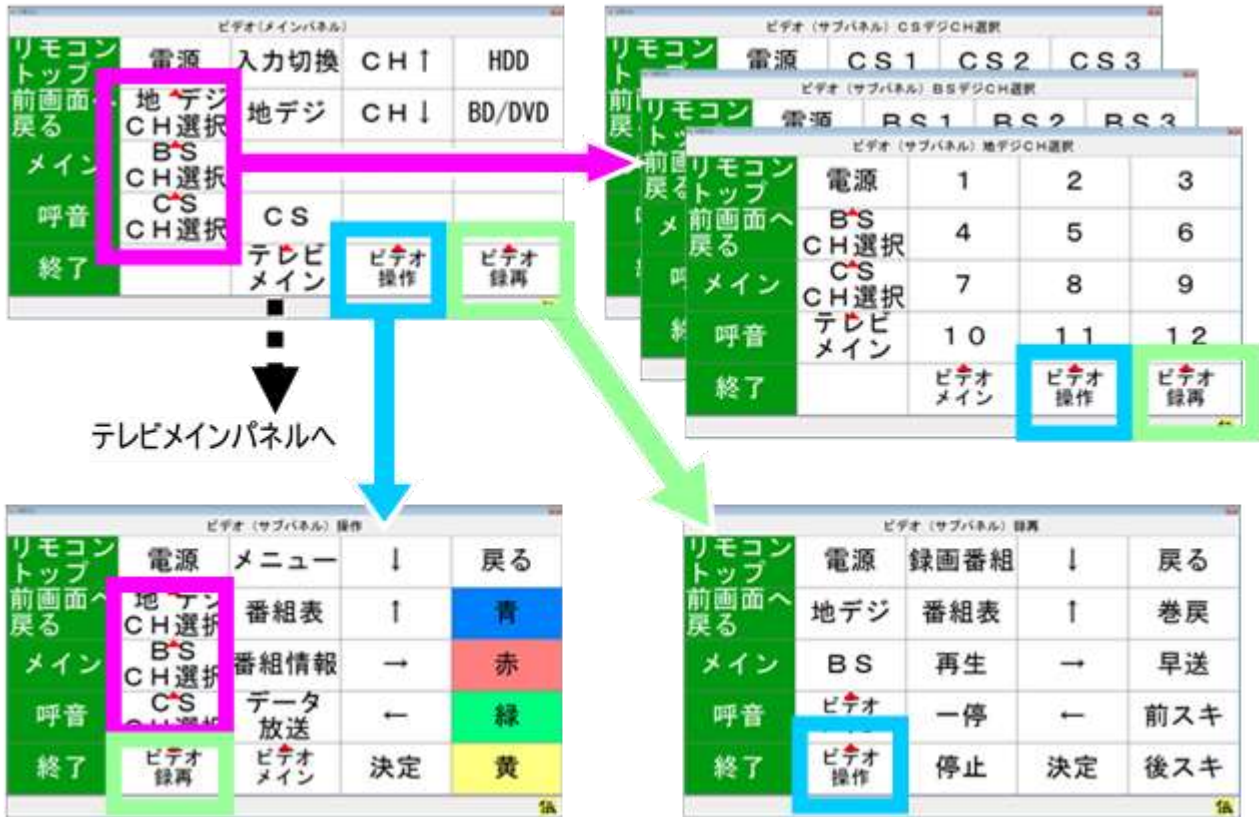 ビデオ(メインパネル)
リモコン
トップ
電源
入力切換
CH↑
HDD
前画面へ
戻る
地デジ
CH選択
地デジ
CH↓
BD/DVD
メイン
BS
CH選択
呼音
CS
CH選択
CS
終了
テレビ
メイン
ビデオ
操作
ビデオ
録再
テレビメインパネルへ
ビデオ (サブパネル) CSデジCH選択
リモコン
電源
CS1
CS2
CS3
ビデオ (サブパネル) BSデジCH選択
リモコン
電源
BS1
BS2
BS3
ビデオ (サブパネル) 地デジCH選択
リモコン
トップ
電源
1
2
3
前画面へ
戻る
BS
CH選択
4
5
6
メイン
CS
CH選択
7
8
9
呼音
テレビ
メイン
10
11
12
終了
ビデオ
メイン
ビデオ
操作
ビデオ
録再
ビデオ (サブパネル) 操作
リモコン
トップ
電源
メニュー
↓
戻る
前画面へ
戻る
地デジ
CH選択
番組表
↑
青
メイン
BS
CH選択
番組情報
→
赤
呼音
CS
CH選択
データ
放送
←
緑
終了
ビデオ
録再
ビデオ
メイン
決定
黄
ビデオ (サブパネル) 録再
リモコン
トップ
電源
録画番組
↓
戻る
前画面へ
戻る
地デジ
番組表
↑
巻戻
メイン
BS
再生
→
早送
呼音
ビデオ
一停
←
前スキ
終了
ビデオ
操作
停止
決定
後スキ